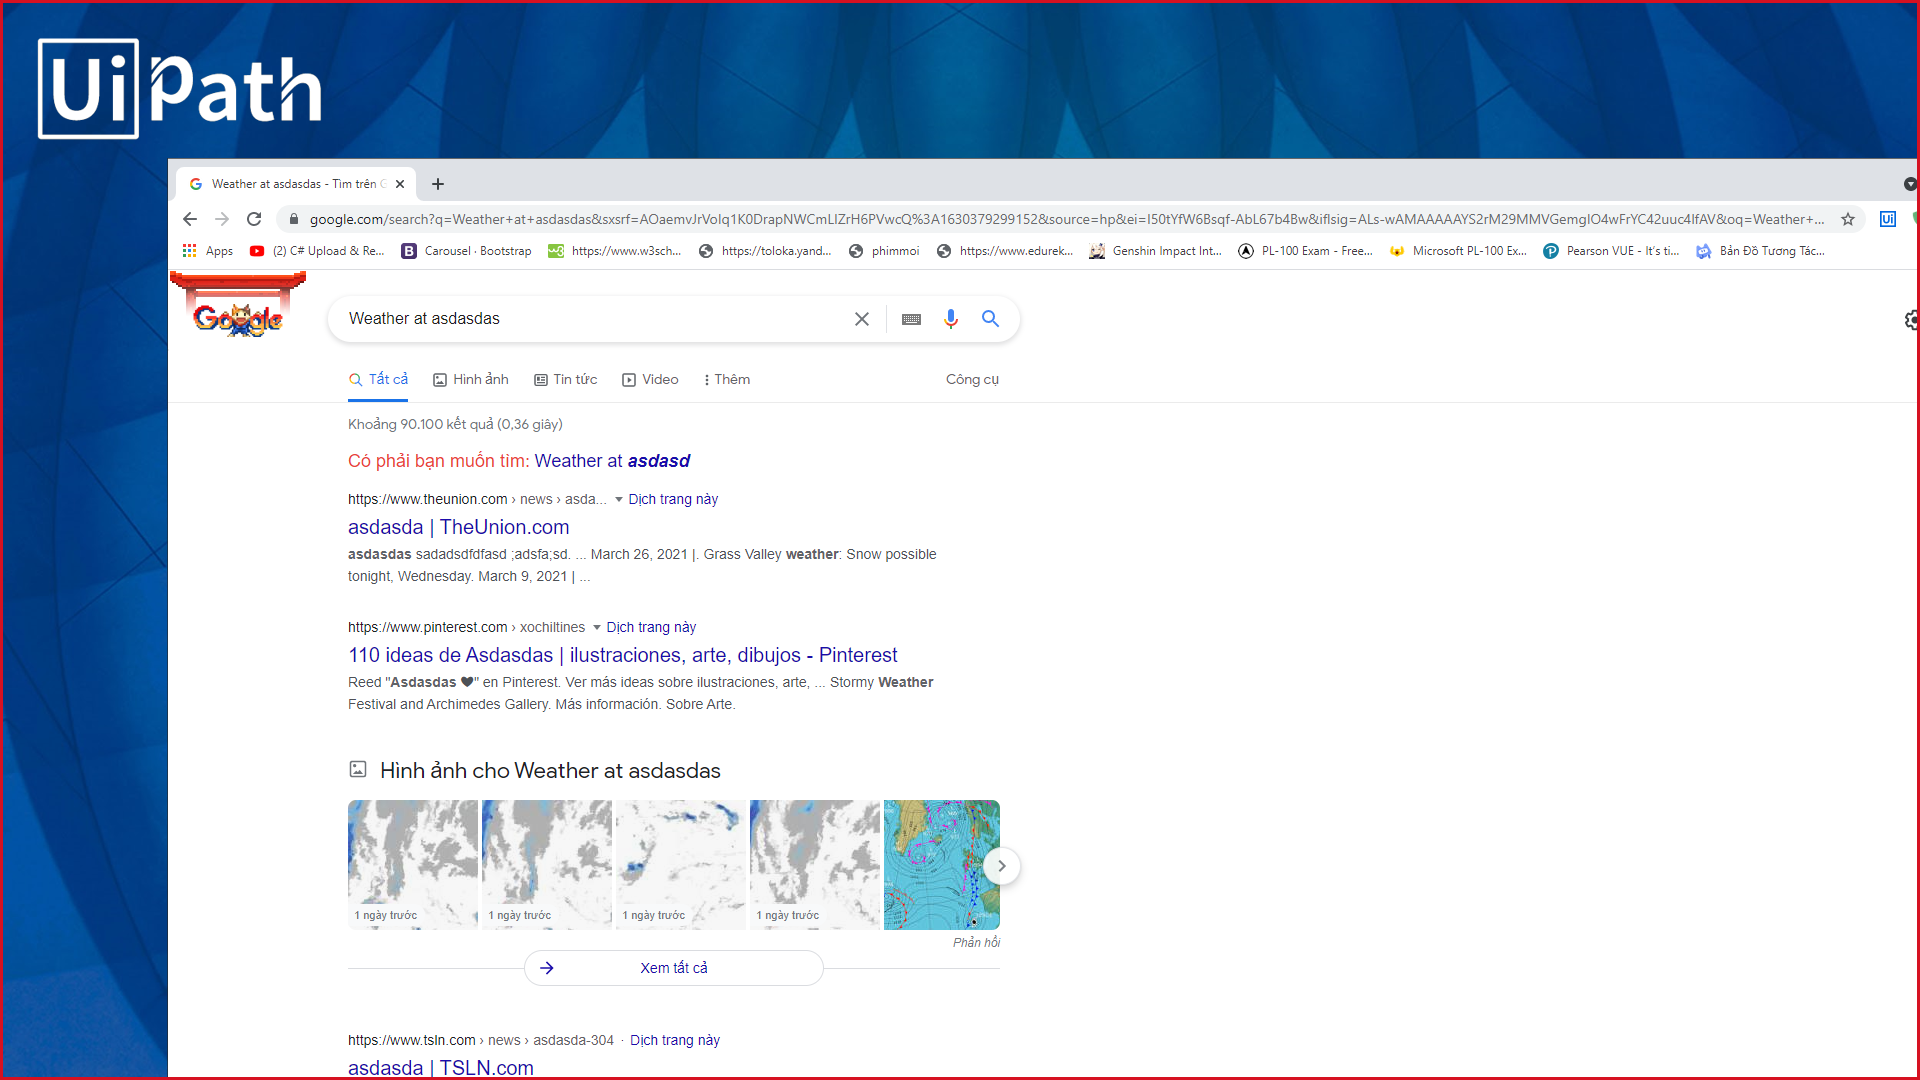 UiPath
Weather at asdasdas - Tìm trên G
google.com/search?q=Weather+at+asdasdas&sxsrf=AOaemvJrVoIq1K0DrapNWCmLIZrH6PVwcQ%3A1630379299152&source=hp&ei=I50tYfW6Bsqf-AbL67b4Bw&iflsig=ALs-wAMAAAAAYS2rM29MMVGemgIO4wFrYC42uuc4IfAV&oq=Weather+...
Ui
Apps
(2) C# Upload & Re...
Carousel · Bootstrap
https://www.w3sch...
https://toloka.yand...
phimmoi
https://www.edurek...
Genshin Impact Int...
PL-100 Exam - Free...
Microsoft PL-100 Ex...
Pearson VUE - It's ti...
Bản Đồ Tương Tác...
Google
Weather at asdasdas
Tất cả
Hình ảnh
Tin tức
Video
Thêm
Công cụ
Khoảng 90.100 kết quả (0,36 giây)
Có phải bạn muốn tìm: Weather at asdasd
https://www.theunion.com › news › asda... Dịch trang này
asdasda | TheUnion.com
asdasdas sadadsdfdfasd ;adsfa;sd. ... March 26, 2021 |. Grass Valley weather: Snow possible
tonight, Wednesday. March 9, 2021 | ...
https://www.pinterest.com › xochiltines Dịch trang này
110 ideas de Asdasdas | ilustraciones, arte, dibujos - Pinterest
Reed "Asdasdas ♥" en Pinterest. Ver más ideas sobre ilustraciones, arte, ... Stormy Weather
Festival and Archimedes Gallery. Más información. Sobre Arte.
Hình ảnh cho Weather at asdasdas
1 ngày trước
1 ngày trước
1 ngày trước
1 ngày trước
Phản hồi
Xem tất cả
https://www.tsln.com › news › asdasda-304 · Dịch trang này
asdasda | TSLN.com